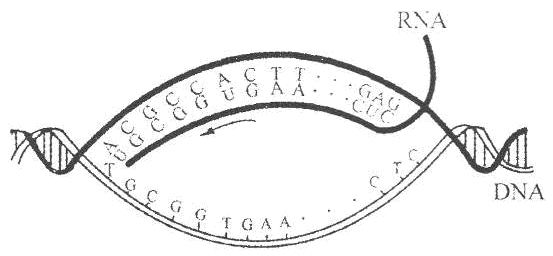 RNA
ACGCCACTT...GAG
UGCGGUGAA...CUC
TGCGGTGAA...CTC
DNA